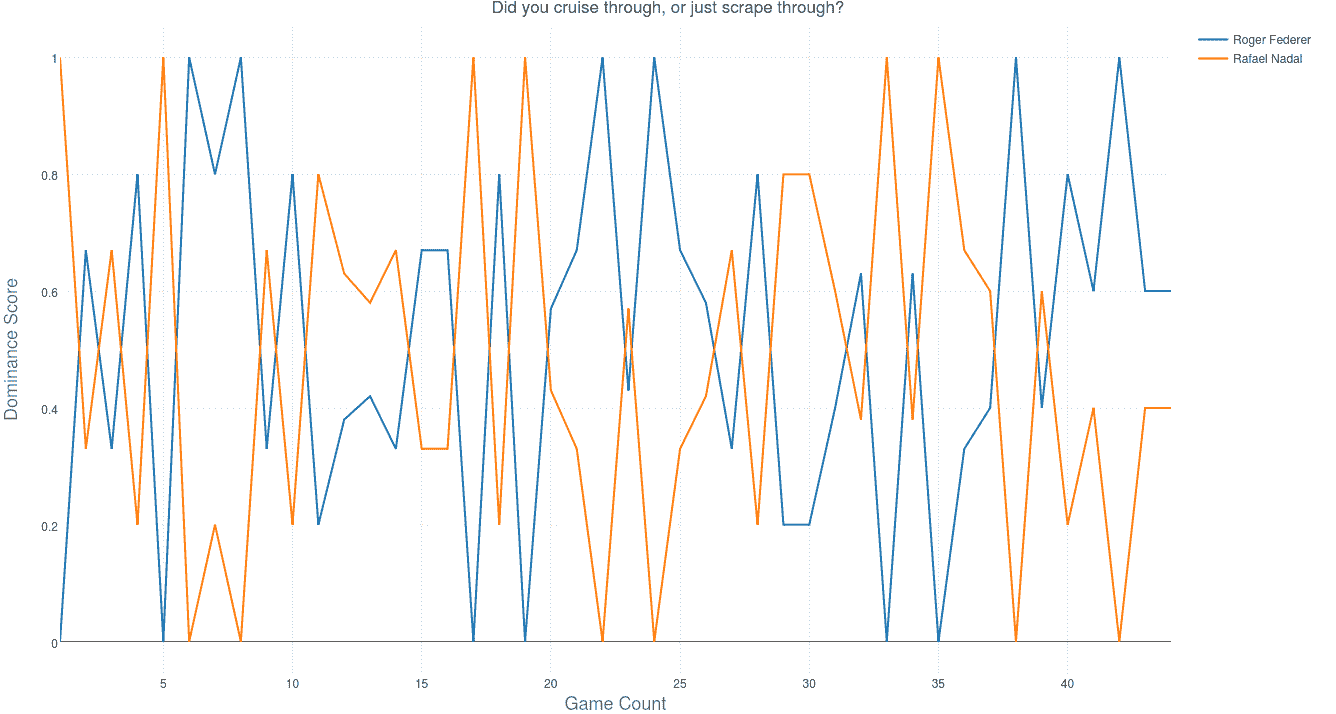 Did you cruise through, or just scrape through?
Roger Federer
Rafael Nadal
Dominance Score
1
0.8
0.6
0.4
0.2
0
5 10 15 20 25 30 35 40
Game Count